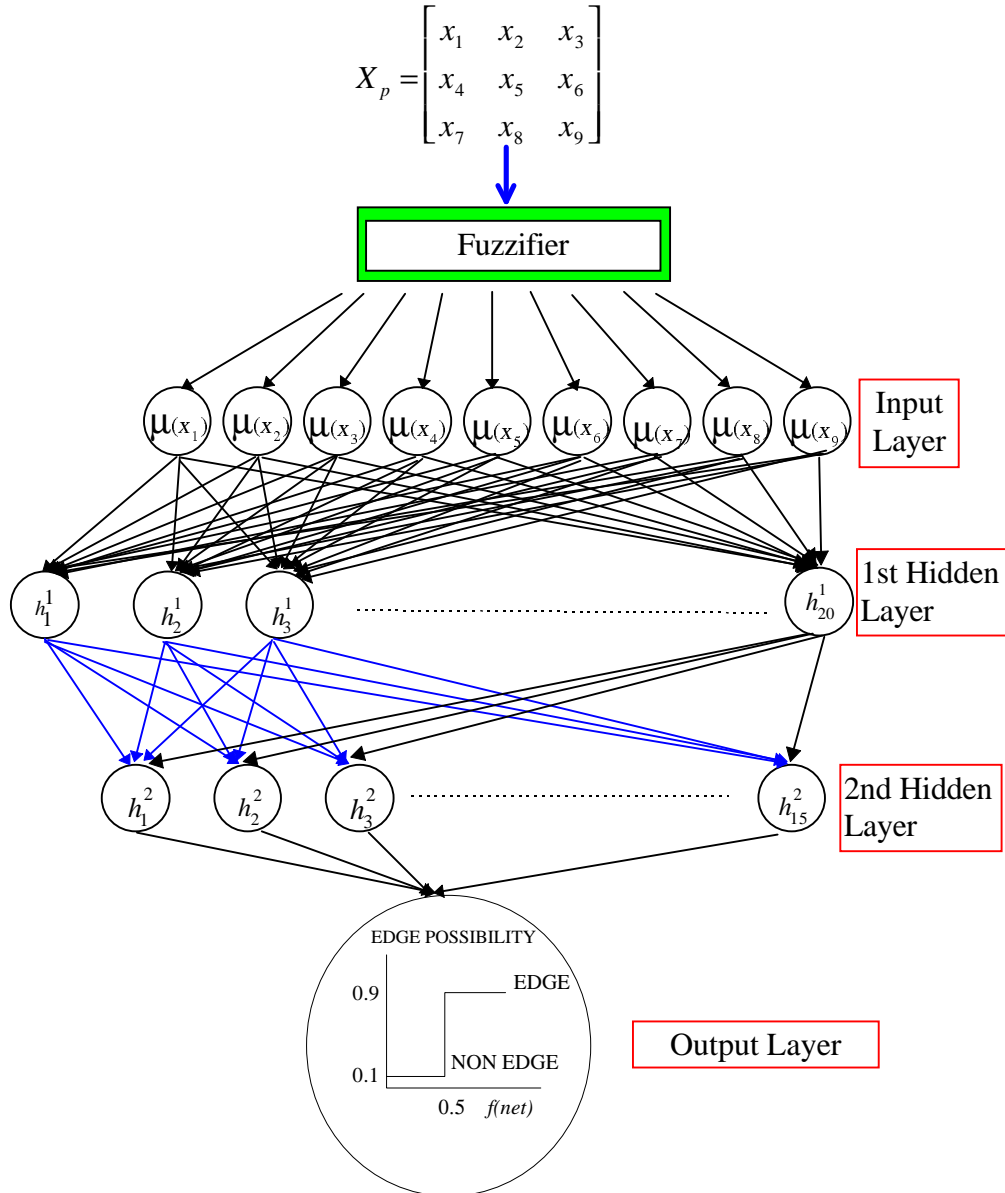 X_p = [ x_1 x_2 x_3
x_4 x_5 x_6
x_7 x_8 x_9 ]
Fuzzifier
μ(x_1) μ(x_2) μ(x_3) μ(x_4) μ(x_5) μ(x_6) μ(x_7) μ(x_8) μ(x_9)
Input
Layer
h_1^1 h_2^1 h_3^1 h_20^1
1st Hidden
Layer
h_1^2 h_2^2 h_3^2 h_15^2
2nd Hidden
Layer
EDGE POSSIBILITY
EDGE
0.9
NON EDGE
0.1
0.5 f(net)
Output Layer